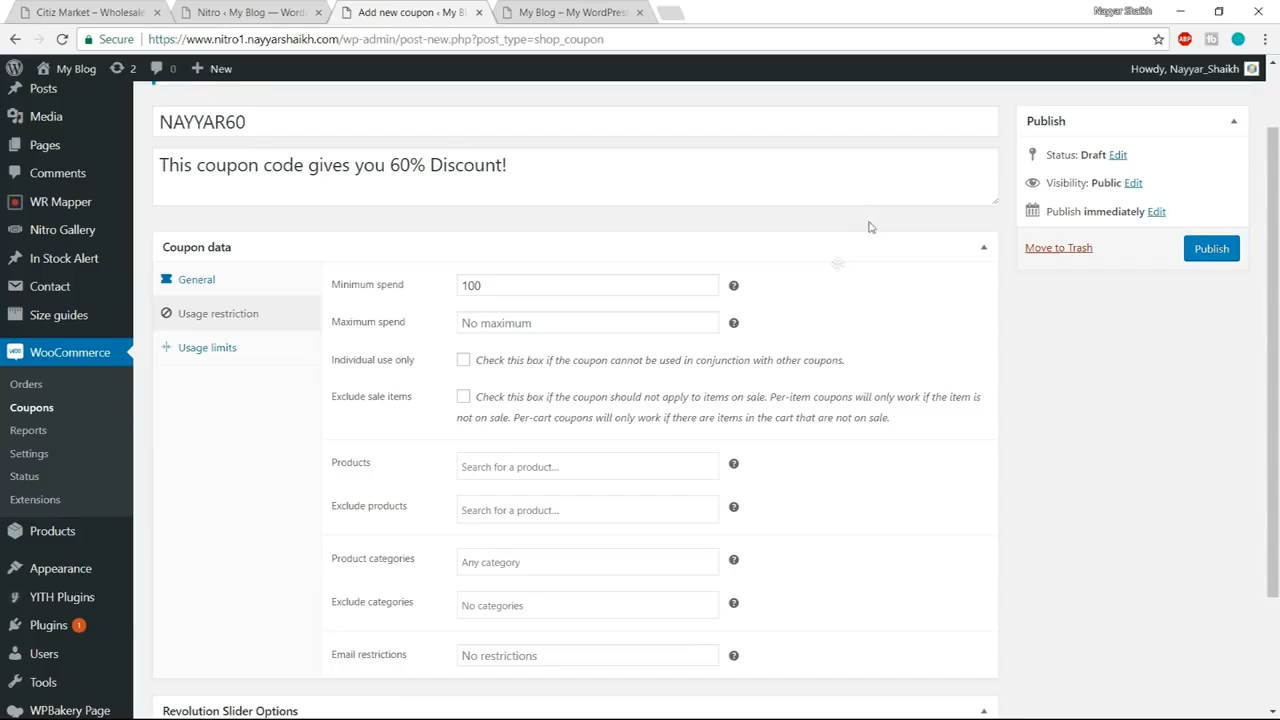 Citiz Market – Wholesale
Nitro ‹ My Blog — Word
Add new coupon ‹ My Bl
My Blog – My WordPress
Nayyar Shaikh
Secure
https://www.nitro1.nayyarshaikh.com/wp-admin/post-new.php?post_type=shop_coupon
ABP
tb
My Blog
2
0
New
Howdy, Nayyar_Shaikh
Posts
Media
Pages
Comments
WR Mapper
Nitro Gallery
In Stock Alert
Contact
Size guides
WooCommerce
Orders
Coupons
Reports
Settings
Status
Extensions
Products
Appearance
YITH Plugins
Plugins 1
Users
Tools
WPBakery Page
NAYYAR60
This coupon code gives you 60% Discount!
Coupon data
General
Usage restriction
Usage limits
Minimum spend 100
Maximum spend No maximum
Individual use only Check this box if the coupon cannot be used in conjunction with other coupons.
Exclude sale items Check this box if the coupon should not apply to items on sale. Per-item coupons will only work if the item is
not on sale. Per-cart coupons will only work if there are items in the cart that are not on sale.
Products Search for a product...
Exclude products Search for a product...
Product categories Any category
Exclude categories No categories
Email restrictions No restrictions
Revolution Slider Options
Publish
Status: Draft Edit
Visibility: Public Edit
Publish immediately Edit
Move to Trash
Publish